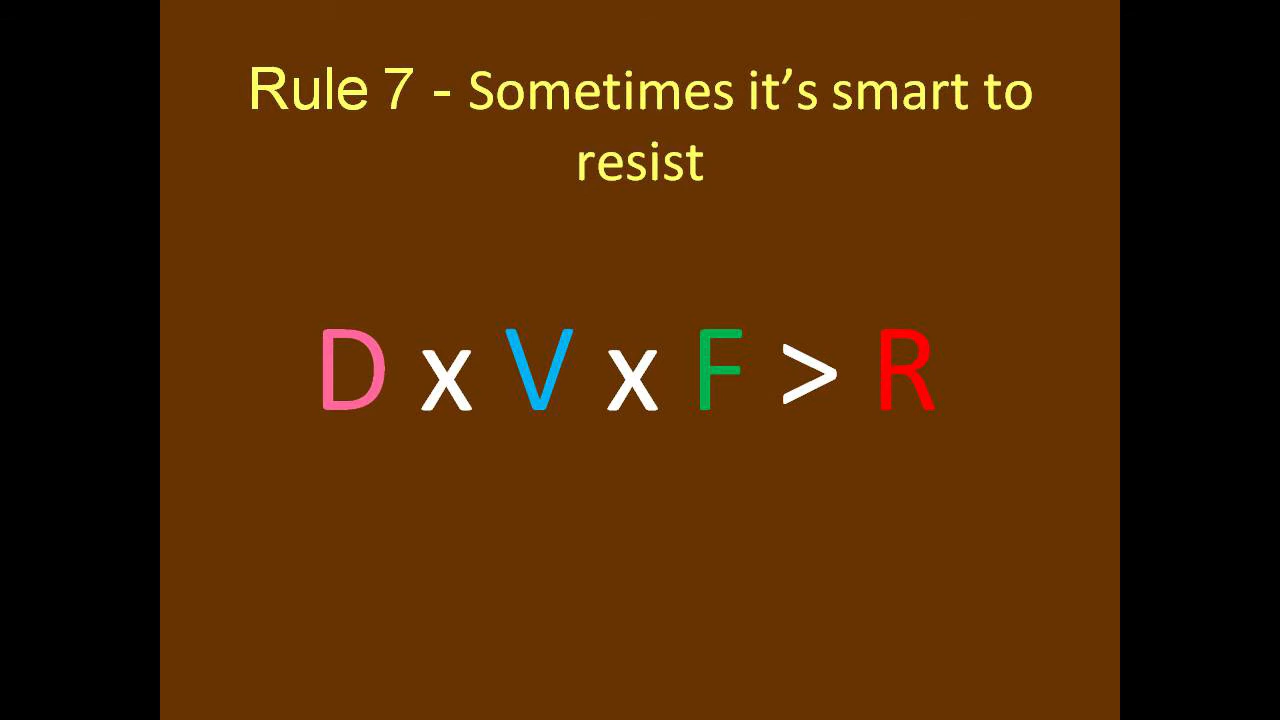 Rule 7 - Sometimes it’s smart to
resist
D x V x F > R